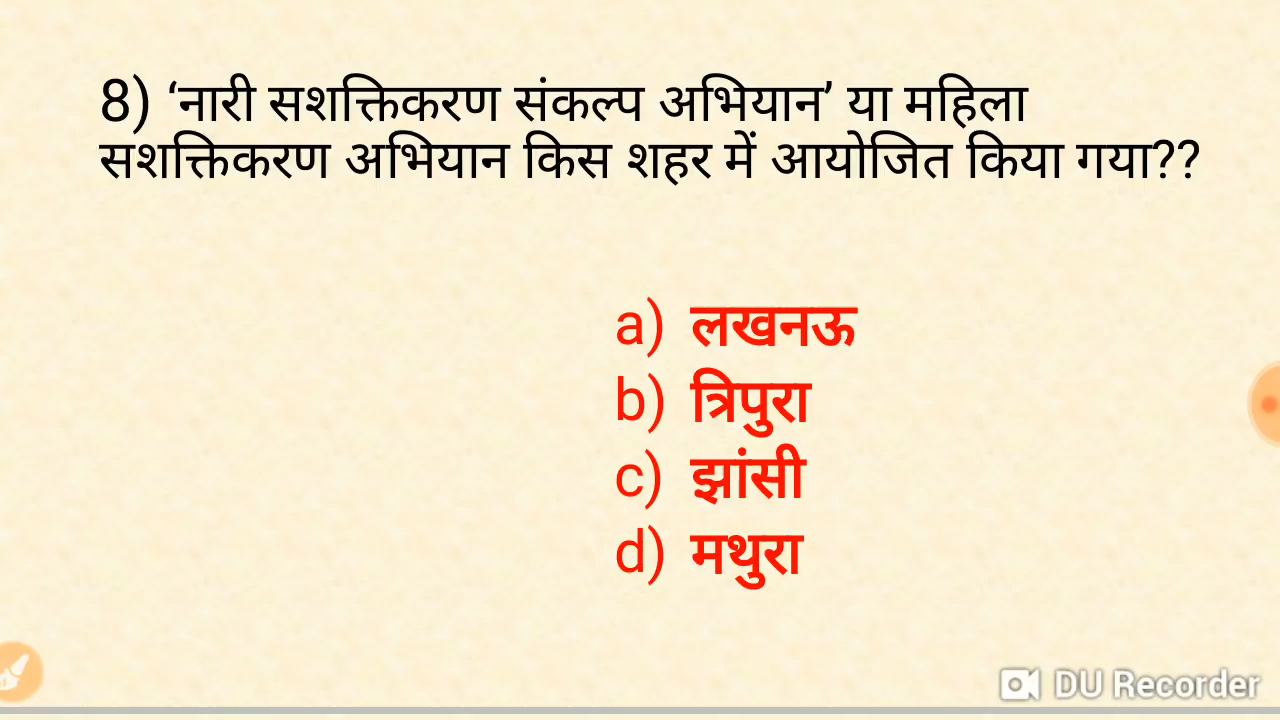 8) ‘नारी सशक्तिकरण संकल्प अभियान’ या महिला
सशक्तिकरण अभियान किस शहर में आयोजित किया गया??
a) लखनऊ
b) त्रिपुरा
c) झांसी
d) मथुरा
DU Recorder